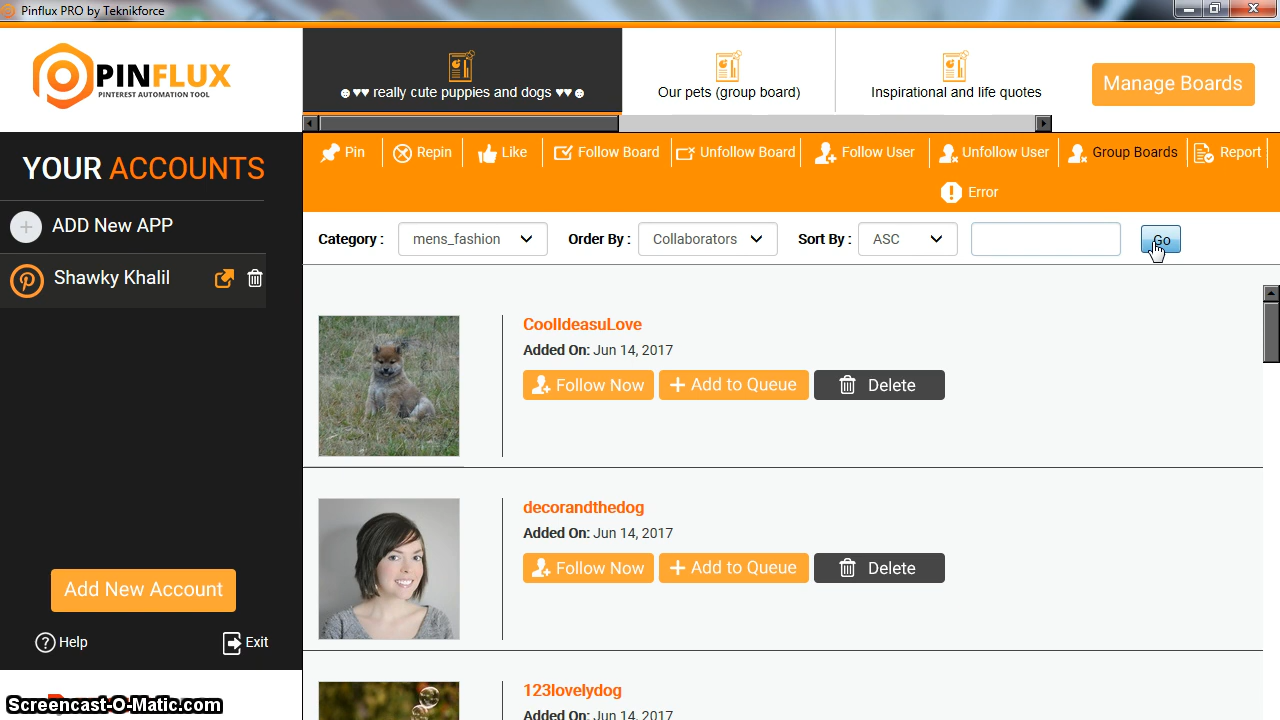 Pinflux PRO by Teknikforce
PINFLUX
PINTEREST AUTOMATION TOOL
☻♥♥ really cute puppies and dogs ♥♥☻
Our pets (group board)
Inspirational and life quotes
Manage Boards
YOUR ACCOUNTS
Pin
Repin
Like
Follow Board
Unfollow Board
Follow User
Unfollow User
Group Boards
Report
Error
ADD New APP
Shawky Khalil
Category :
mens_fashion
Order By :
Collaborators
Sort By :
ASC
Go
CoolIdeasuLove
Added On: Jun 14, 2017
Follow Now
Add to Queue
Delete
decorandthedog
Added On: Jun 14, 2017
Follow Now
Add to Queue
Delete
123lovelydog
Added On: Jun 14, 2017
Add New Account
Help
Exit
Screencast-O-Matic.com